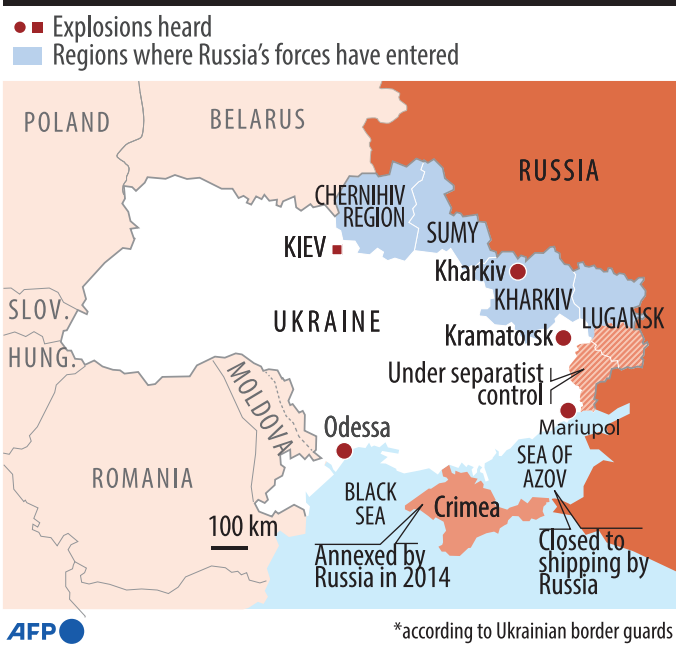 Explosions heard
Regions where Russia's forces have entered
POLAND
BELARUS
RUSSIA
CHERNIHIV
REGION
SUMY
KIEV
Kharkiv
KHARKIV
SLOV.
UKRAINE
LUGANSK
Kramatorsk
HUNG.
Under separatist
control
MOLDOVA
Mariupol
Odessa
SEA OF
AZOV
ROMANIA
BLACK
SEA
Crimea
100 km
Annexed by
Russia in 2014
Closed to
shipping by
Russia
AFP
*according to Ukrainian border guards